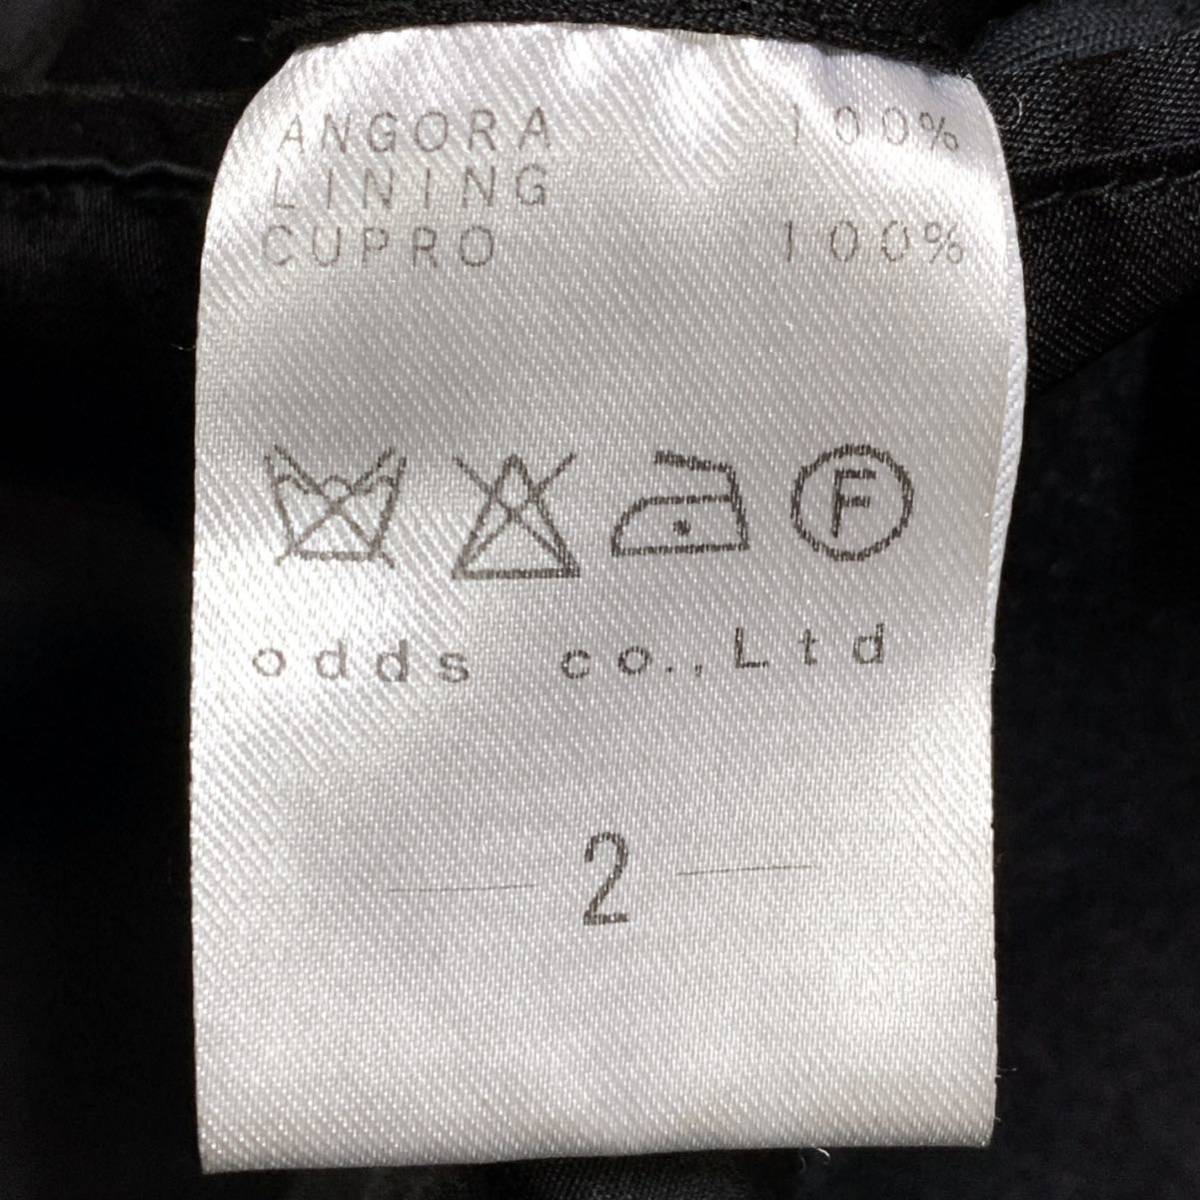 ANGORA 100%
LINING
CUPRO 100%
F
odds co.,Ltd
2